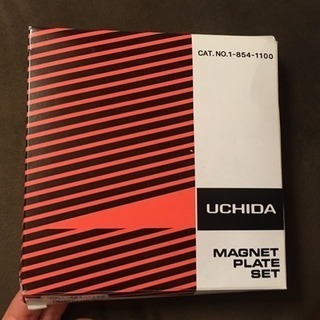 CAT. NO.1-854-1100
UCHIDA
MAGNET
PLATE
SET